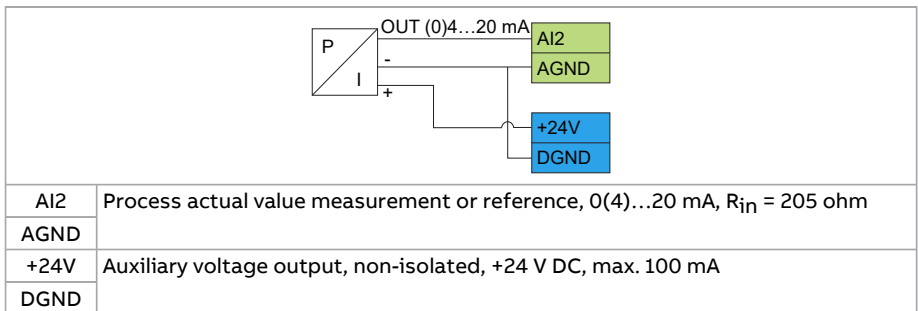 OUT (0)4…20 mA
P
I
-
+
AI2
AGND
+24V
DGND
AI2 Process actual value measurement or reference, 0(4)…20 mA, Rin = 205 ohm
AGND
+24V Auxiliary voltage output, non-isolated, +24 V DC, max. 100 mA
DGND